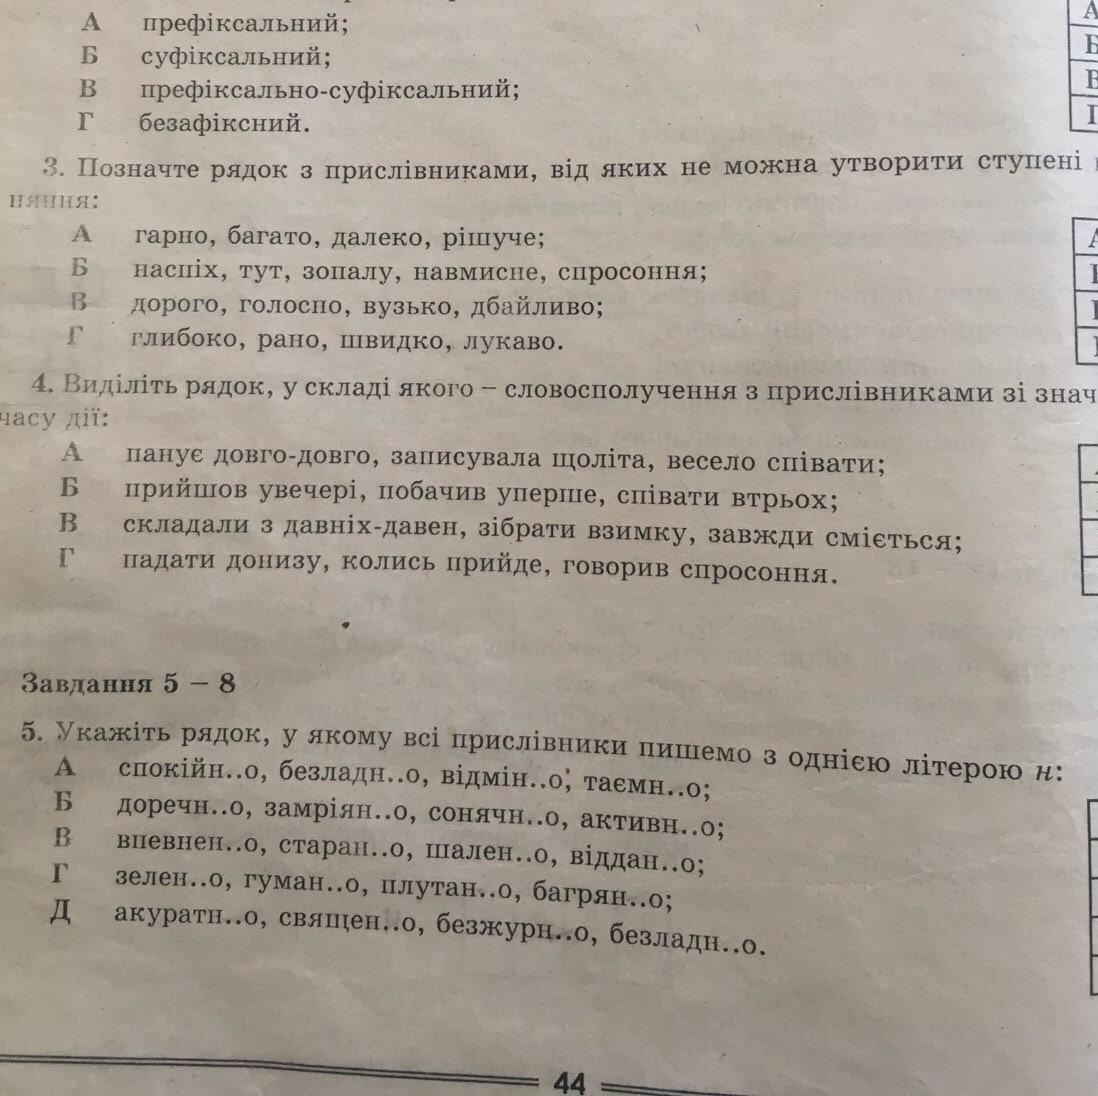 А префіксальний;
Б суфіксальний;
В префіксально-суфіксальний;
Г безафіксний.
3. Позначте рядок з прислівниками, від яких не можна утворити ступені
няння:
А гарно, багато, далеко, рішуче;
Б наспіх, тут, зопалу, навмисне, спросоння;
В дорого, голосно, вузько, дбайливо;
Г глибоко, рано, швидко, лукаво.
4. Виділіть рядок, у складі якого – словосполучення з прислівниками зі знач
часу дії:
А панує довго-довго, записувала щоліта, весело співати;
Б прийшов увечері, побачив уперше, співати втрьох;
В складали з давніх-давен, зібрати взимку, завжди сміється;
Г падати донизу, колись прийде, говорив спросоння.
Завдання 5 – 8
5. Укажіть рядок, у якому всі прислівники пишемо з однією літерою н:
А спокійн..о, безладн..о, відмін..о, таємн..о;
Б доречн..о, замріян..о, сонячн..о, активн..о;
В впевнен..о, старан..о, шален..о, віддан..о;
Г зелен..о, гуман..о, плутан..о, багрян..о;
Д акуратн..о, священ..о, безжурн..о, безладн..о.
44